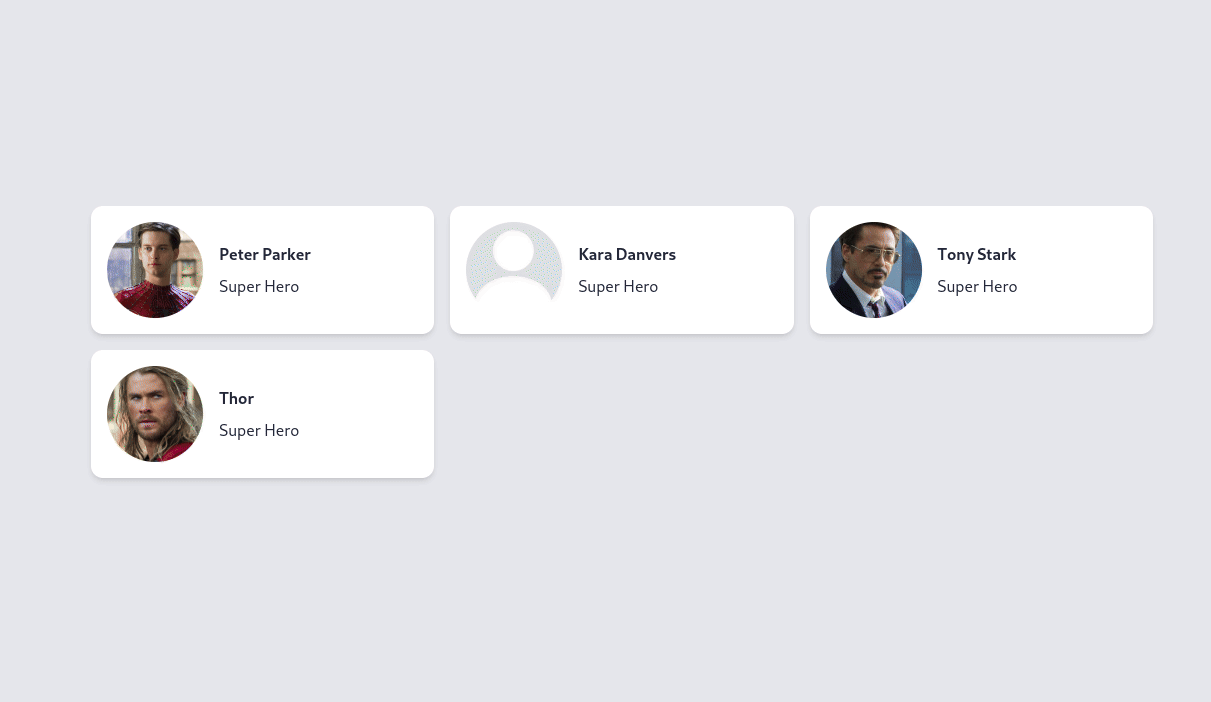 Peter Parker
Super Hero
Kara Danvers
Super Hero
Tony Stark
Super Hero
Thor
Super Hero